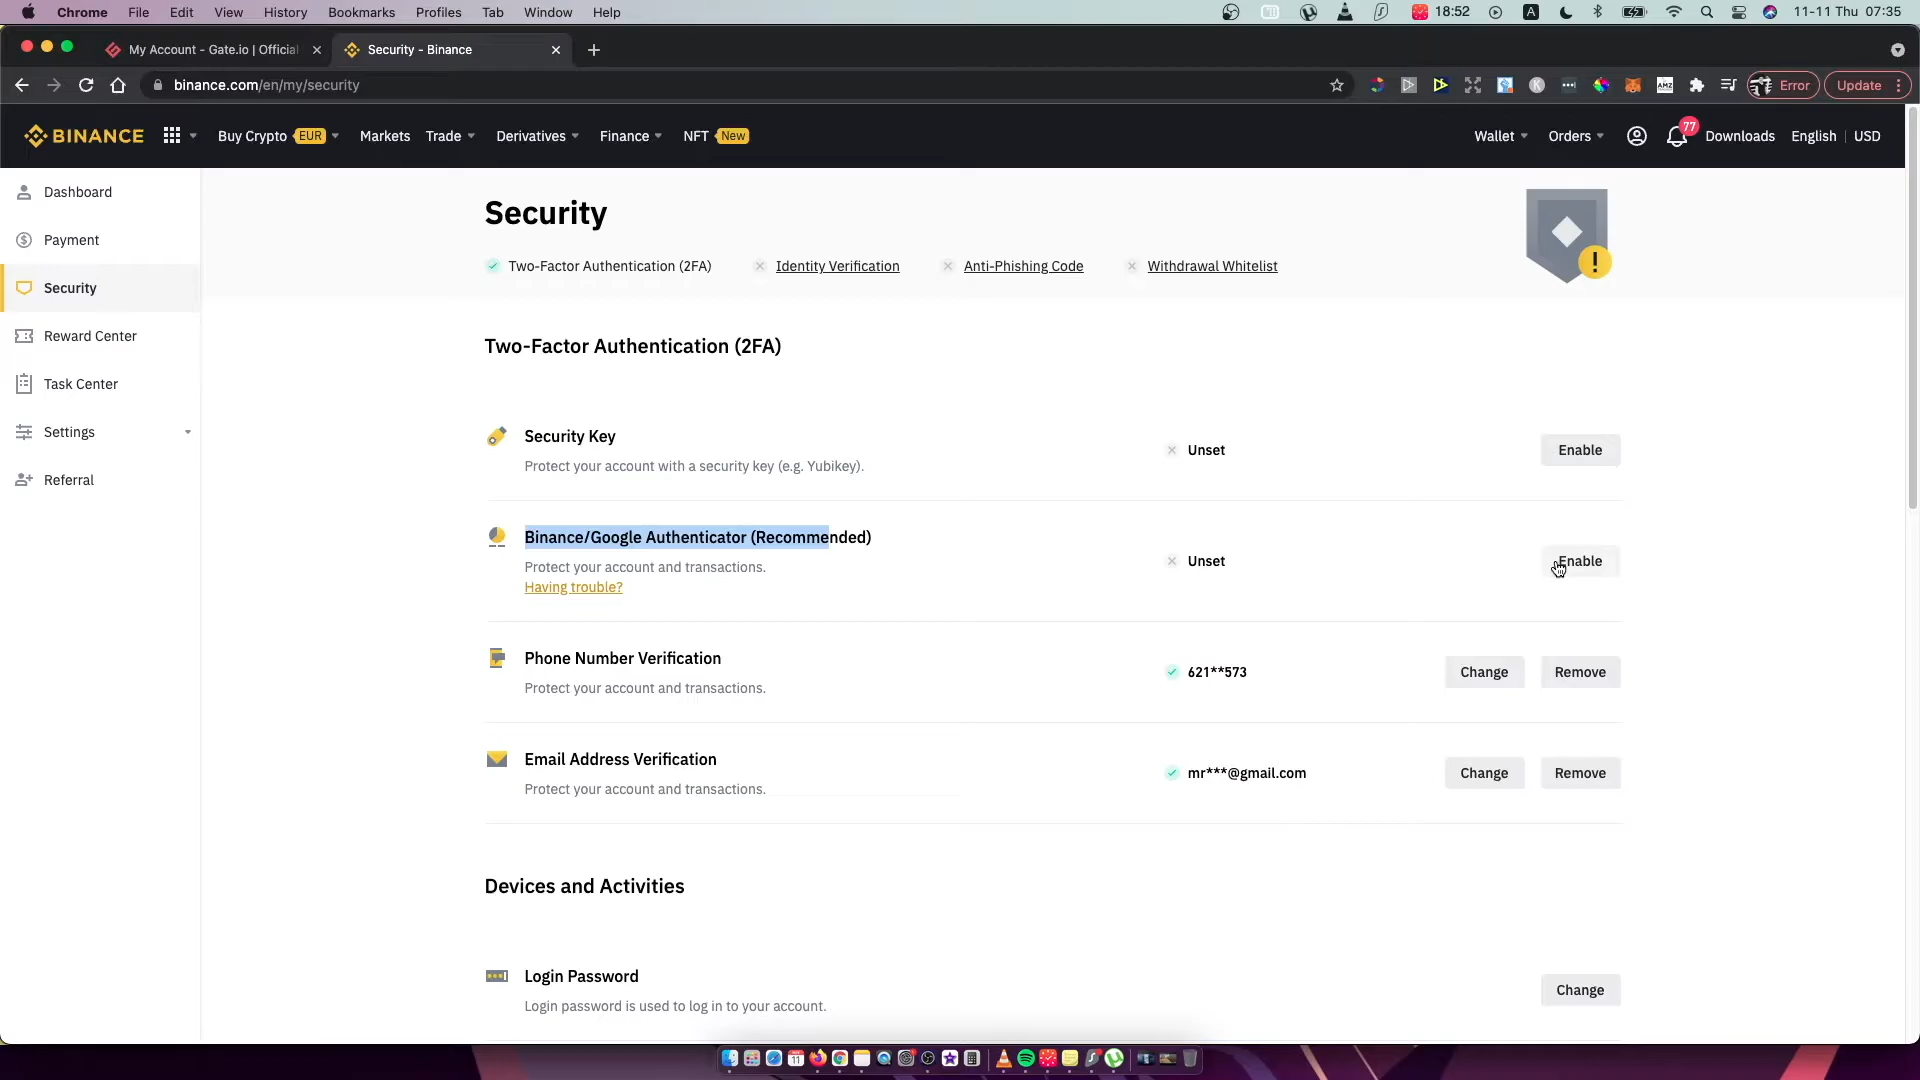 Chrome File Edit View History Bookmarks Profiles Tab Window Help 18:52 A 11-11 Thu 07:35
My Account - Gate.io | Official Security - Binance
binance.com/en/my/security K AMZ Error Update
BINANCE Buy Crypto EUR Markets Trade Derivatives Finance NFT New Wallet Orders 77 Downloads English USD
Dashboard
Payment
Security
Reward Center
Task Center
Settings
Referral
Security
Two-Factor Authentication (2FA) Identity Verification Anti-Phishing Code Withdrawal Whitelist
Two-Factor Authentication (2FA)
Security Key
Protect your account with a security key (e.g. Yubikey).
Unset Enable
Binance/Google Authenticator (Recommended)
Protect your account and transactions.
Having trouble?
Unset Enable
Phone Number Verification
Protect your account and transactions.
621**573 Change Remove
Email Address Verification
Protect your account and transactions.
mr***@gmail.com Change Remove
Devices and Activities
Login Password
Login password is used to log in to your account.
Change